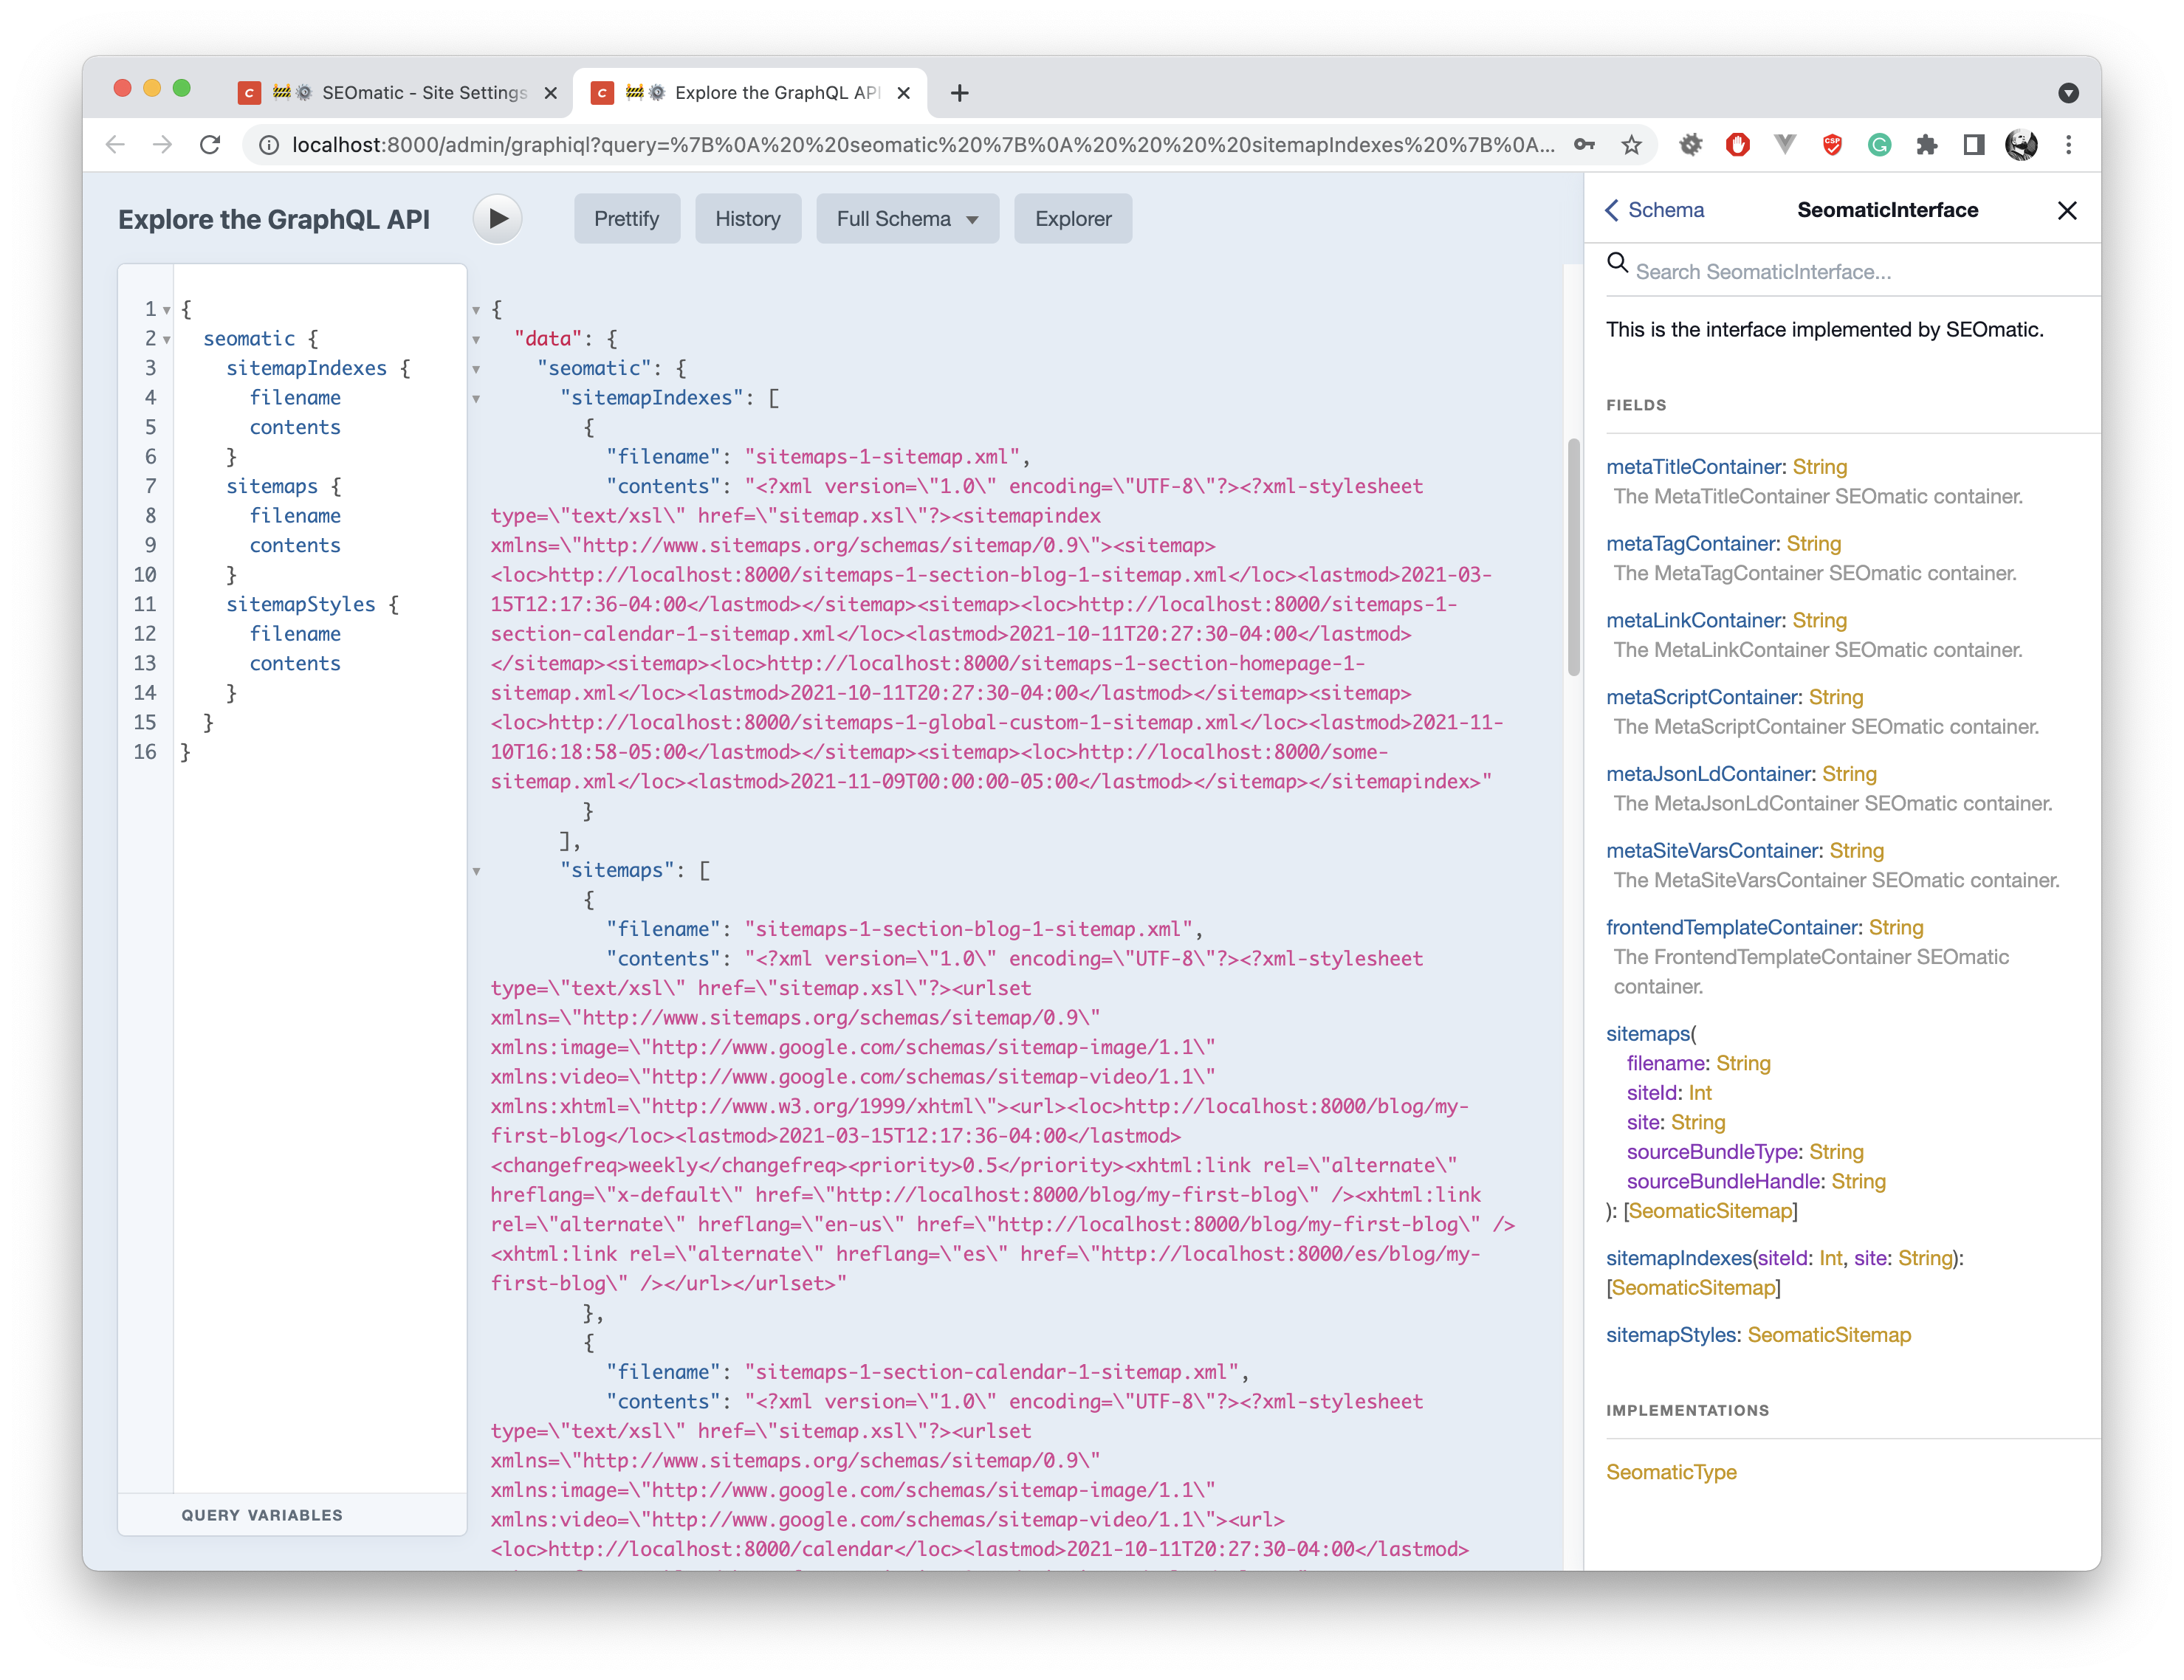 SEOmatic - Site Settings
Explore the GraphQL API
localhost:8000/admin/graphiql?query=%7B%0A%20%20seomatic%20%7B%0A%20%20%20%20sitemapIndexes%20%7B%0A...
Explore the GraphQL API
Prettify
History
Full Schema
Explorer
1 {
2 seomatic {
3 sitemapIndexes {
4 filename
5 contents
6 }
7 sitemaps {
8 filename
9 contents
10 }
11 sitemapStyles {
12 filename
13 contents
14 }
15 }
16 }
QUERY VARIABLES
{
"data": {
"seomatic": {
"sitemapIndexes": [
{
"filename": "sitemaps-1-sitemap.xml",
"contents": "<?xml version=\"1.0\" encoding=\"UTF-8\"?><?xml-stylesheet
type=\"text/xsl\" href=\"sitemap.xsl\"?><sitemapindex
xmlns=\"http://www.sitemaps.org/schemas/sitemap/0.9\"><sitemap>
<loc>http://localhost:8000/sitemaps-1-section-blog-1-sitemap.xml</loc><lastmod>2021-03-
15T12:17:36-04:00</lastmod></sitemap><sitemap><loc>http://localhost:8000/sitemaps-1-
section-calendar-1-sitemap.xml</loc><lastmod>2021-10-11T20:27:30-04:00</lastmod>
</sitemap><sitemap><loc>http://localhost:8000/sitemaps-1-section-homepage-1-
sitemap.xml</loc><lastmod>2021-10-11T20:27:30-04:00</lastmod></sitemap><sitemap>
<loc>http://localhost:8000/sitemaps-1-global-custom-1-sitemap.xml</loc><lastmod>2021-11-
10T16:18:58-05:00</lastmod></sitemap><sitemap><loc>http://localhost:8000/some-
sitemap.xml</loc><lastmod>2021-11-09T00:00:00-05:00</lastmod></sitemap></sitemapindex>"
}
],
"sitemaps": [
{
"filename": "sitemaps-1-section-blog-1-sitemap.xml",
"contents": "<?xml version=\"1.0\" encoding=\"UTF-8\"?><?xml-stylesheet
type=\"text/xsl\" href=\"sitemap.xsl\"?><urlset
xmlns=\"http://www.sitemaps.org/schemas/sitemap/0.9\"
xmlns:image=\"http://www.google.com/schemas/sitemap-image/1.1\"
xmlns:video=\"http://www.google.com/schemas/sitemap-video/1.1\"
xmlns:xhtml=\"http://www.w3.org/1999/xhtml\"><url><loc>http://localhost:8000/blog/my-
first-blog</loc><lastmod>2021-03-15T12:17:36-04:00</lastmod>
<changefreq>weekly</changefreq><priority>0.5</priority><xhtml:link rel=\"alternate\"
hreflang=\"x-default\" href=\"http://localhost:8000/blog/my-first-blog\" /><xhtml:link
rel=\"alternate\" hreflang=\"en-us\" href=\"http://localhost:8000/blog/my-first-blog\" />
<xhtml:link rel=\"alternate\" hreflang=\"es\" href=\"http://localhost:8000/es/blog/my-
first-blog\" /></url></urlset>"
},
{
"filename": "sitemaps-1-section-calendar-1-sitemap.xml",
"contents": "<?xml version=\"1.0\" encoding=\"UTF-8\"?><?xml-stylesheet
type=\"text/xsl\" href=\"sitemap.xsl\"?><urlset
xmlns=\"http://www.sitemaps.org/schemas/sitemap/0.9\"
xmlns:image=\"http://www.google.com/schemas/sitemap-image/1.1\"
xmlns:video=\"http://www.google.com/schemas/sitemap-video/1.1\"><url>
<loc>http://localhost:8000/calendar</loc><lastmod>2021-10-11T20:27:30-04:00</lastmod>
Schema
SeomaticInterface
Search SeomaticInterface...
This is the interface implemented by SEOmatic.
FIELDS
metaTitleContainer: String
The MetaTitleContainer SEOmatic container.
metaTagContainer: String
The MetaTagContainer SEOmatic container.
metaLinkContainer: String
The MetaLinkContainer SEOmatic container.
metaScriptContainer: String
The MetaScriptContainer SEOmatic container.
metaJsonLdContainer: String
The MetaJsonLdContainer SEOmatic container.
metaSiteVarsContainer: String
The MetaSiteVarsContainer SEOmatic container.
frontendTemplateContainer: String
The FrontendTemplateContainer SEOmatic
container.
sitemaps(
filename: String
siteId: Int
site: String
sourceBundleType: String
sourceBundleHandle: String
): [SeomaticSitemap]
sitemapIndexes(siteId: Int, site: String):
[SeomaticSitemap]
sitemapStyles: SeomaticSitemap
IMPLEMENTATIONS
SeomaticType